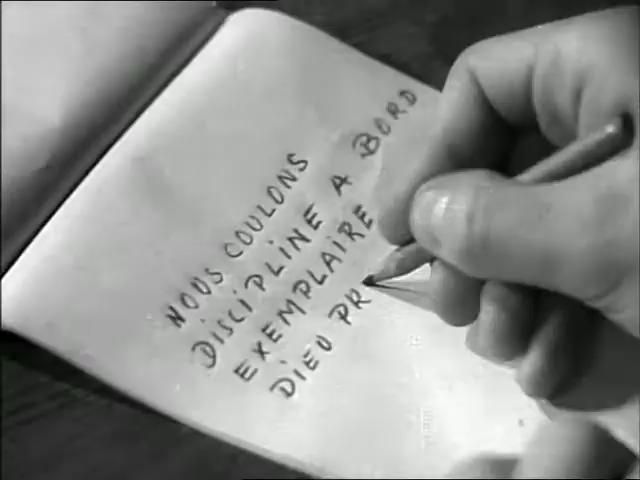 NOUS COULONS
DISCIPLINE A BORD
EXEMPLAIRE
DIEU PR